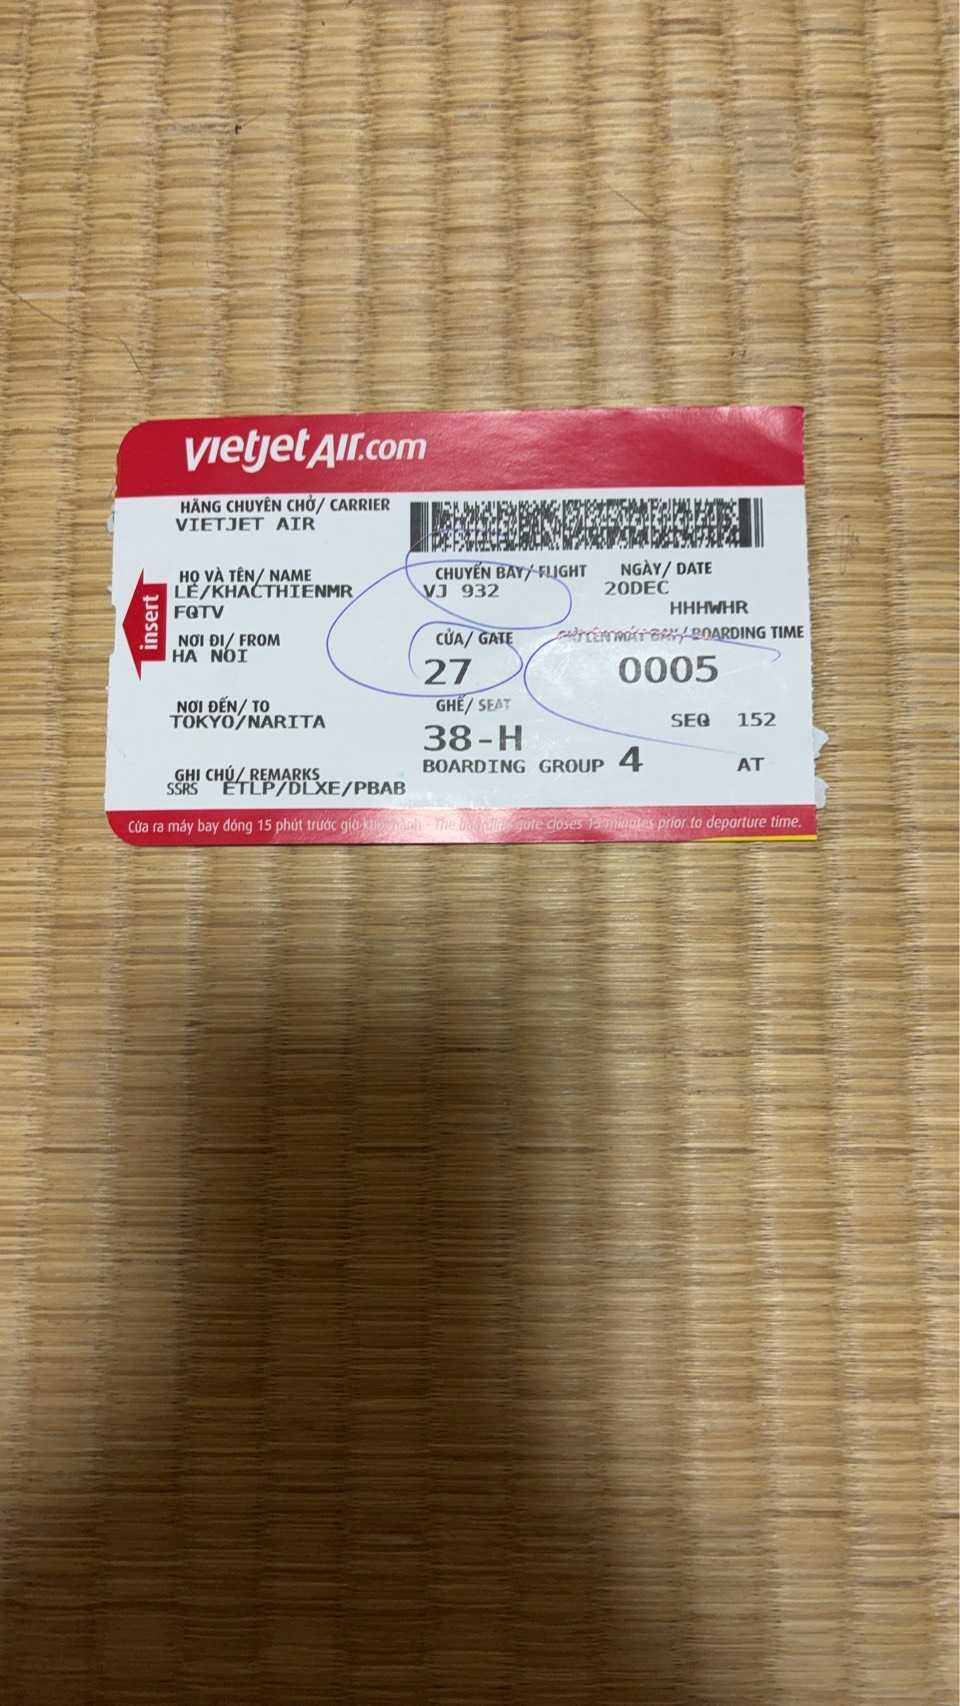 vietjetAir.com
HÃNG CHUYÊN CHỞ/ CARRIER
VIETJET AIR
HỌ VÀ TÊN/ NAME
LE/KHACTHIENMR
FQTV
CHUYẾN BAY/ FLIGHT
VJ 932
NGÀY/ DATE
20DEC
HHHWHR
NƠI ĐI/ FROM
HA NOI
CỬA/ GATE
27
BOARDING TIME
0005
NƠI ĐẾN/ TO
TOKYO/NARITA
GHẾ/ SEAT
38-H
SEQ 152
BOARDING GROUP 4
AT
GHI CHÚ/ REMARKS
SSRS ETLP/DLXE/PBAB
insert
Cửa ra máy bay đóng 15 phút trước giờ khởi hành - The boarding gate closes 15 minutes prior to departure time.